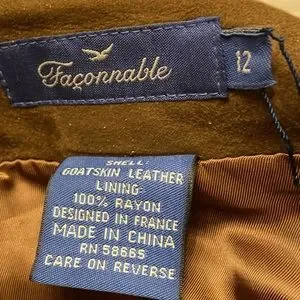 Façonnable
12
SHELL:
GOATSKIN LEATHER
LINING:
100% RAYON
DESIGNED IN FRANCE
MADE IN CHINA
RN 58665
CARE ON REVERSE